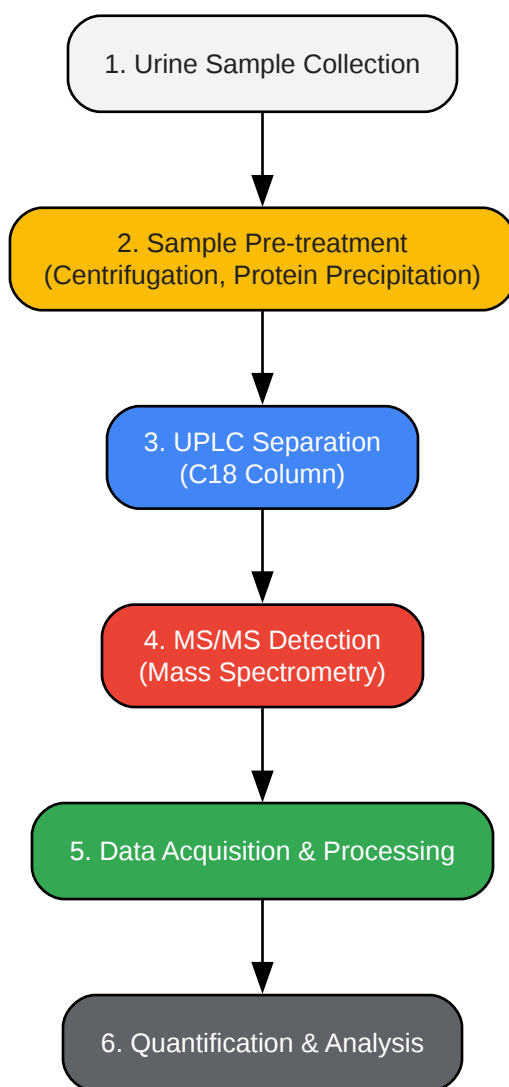 1. Urine Sample Collection
2. Sample Pre-treatment
(Centrifugation, Protein Precipitation)
3. UPLC Separation
(C18 Column)
4. MS/MS Detection
(Mass Spectrometry)
5. Data Acquisition & Processing
6. Quantification & Analysis